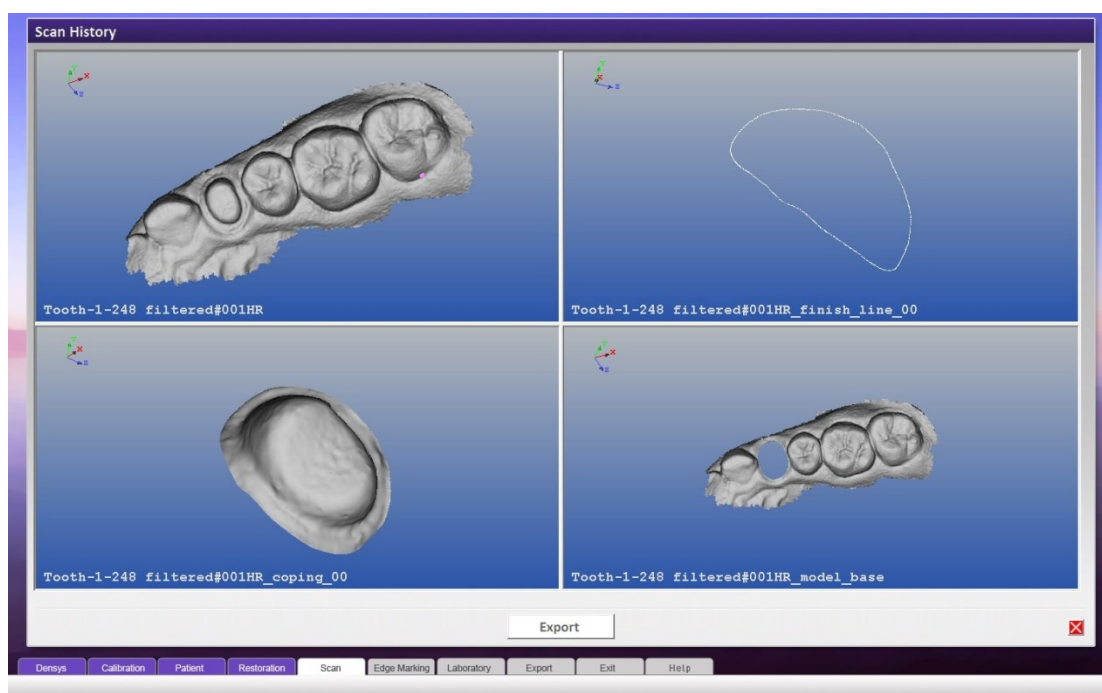 Scan History
Y
X
Z
Y
X
Z
Tooth-1-248 filtered#001HR
Tooth-1-248 filtered#001HR_finish_line_00
Y
X
Z
Y
X
Z
Tooth-1-248 filtered#001HR_coping_00
Tooth-1-248 filtered#001HR_model_base
Export
Densys Calibration Patient Restoration Scan Edge Marking Laboratory Export Exit Help